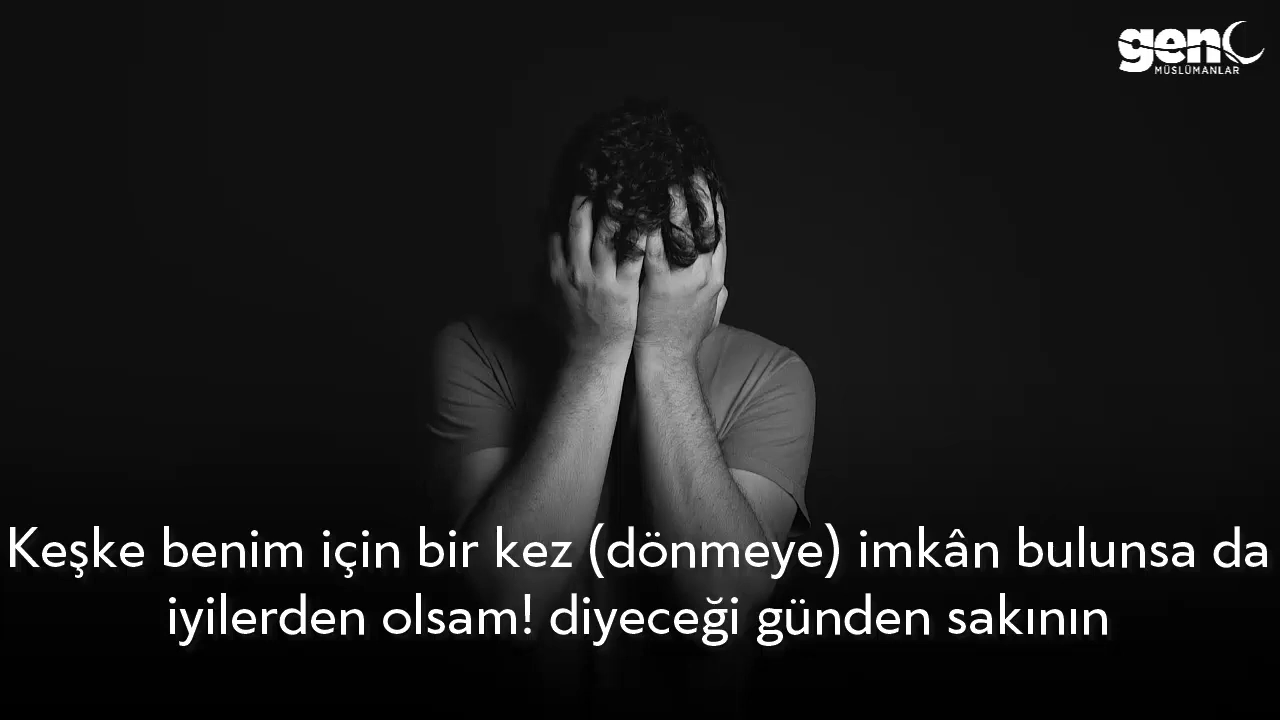 genç
MÜSLÜMANLAR
Keşke benim için bir kez (dönmeye) imkân bulunsa da
iyilerden olsam! diyeceği günden sakının